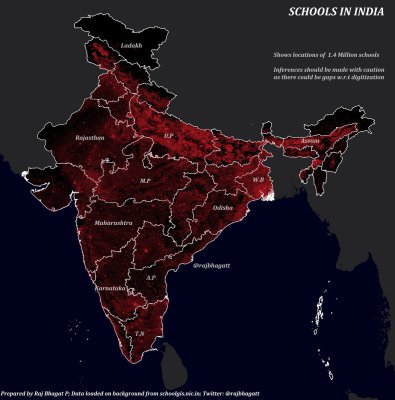 SCHOOLS IN INDIA
Ladakh
Shows locations of 1.4 Million schools
Inferences should be made with caution
as there could be gaps w.r.t digitization
Rajasthan
U.P
Assam
M.P
W.B
Odisha
Maharashtra
@rajbhagatt
A.P
Karnataka
T.N
Prepared by Raj Bhagat P; Data loaded on background from schoolgis.nic.in; Twitter: @rajbhagatt